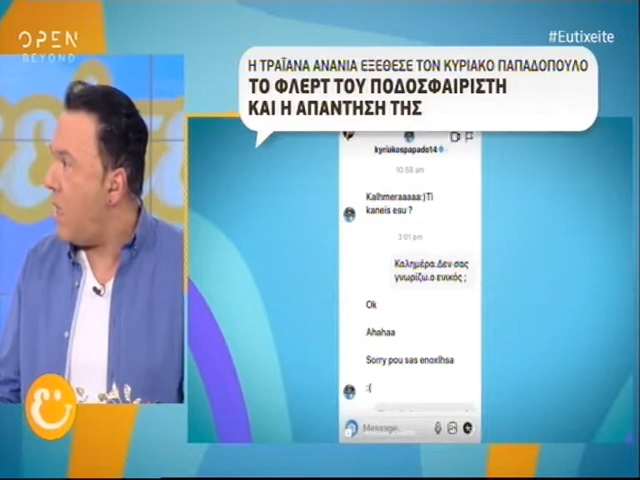 OPEN
BEYOND
#Eutixeite
Η ΤΡΑΪΑΝΑ ΑΝΑΝΙΑ ΕΞΕΘΕΣΕ ΤΟΝ ΚΥΡΙΑΚΟ ΠΑΠΑΔΟΠΟΥΛΟ
ΤΟ ΦΛΕΡΤ ΤΟΥ ΠΟΔΟΣΦΑΙΡΙΣΤΗ
ΚΑΙ Η ΑΠΑΝΤΗΣΗ ΤΗΣ
kyriakospapado14
10:58 am
Kalhmeraaaaa:)Ti
kaneis esu ?
3:01 pm
Καλημέρα.Δεν σας
γνωρίζω.ο ενικός ;
Ok
Ahahaa
Sorry pou sas enoxlhsa
:(
Message...